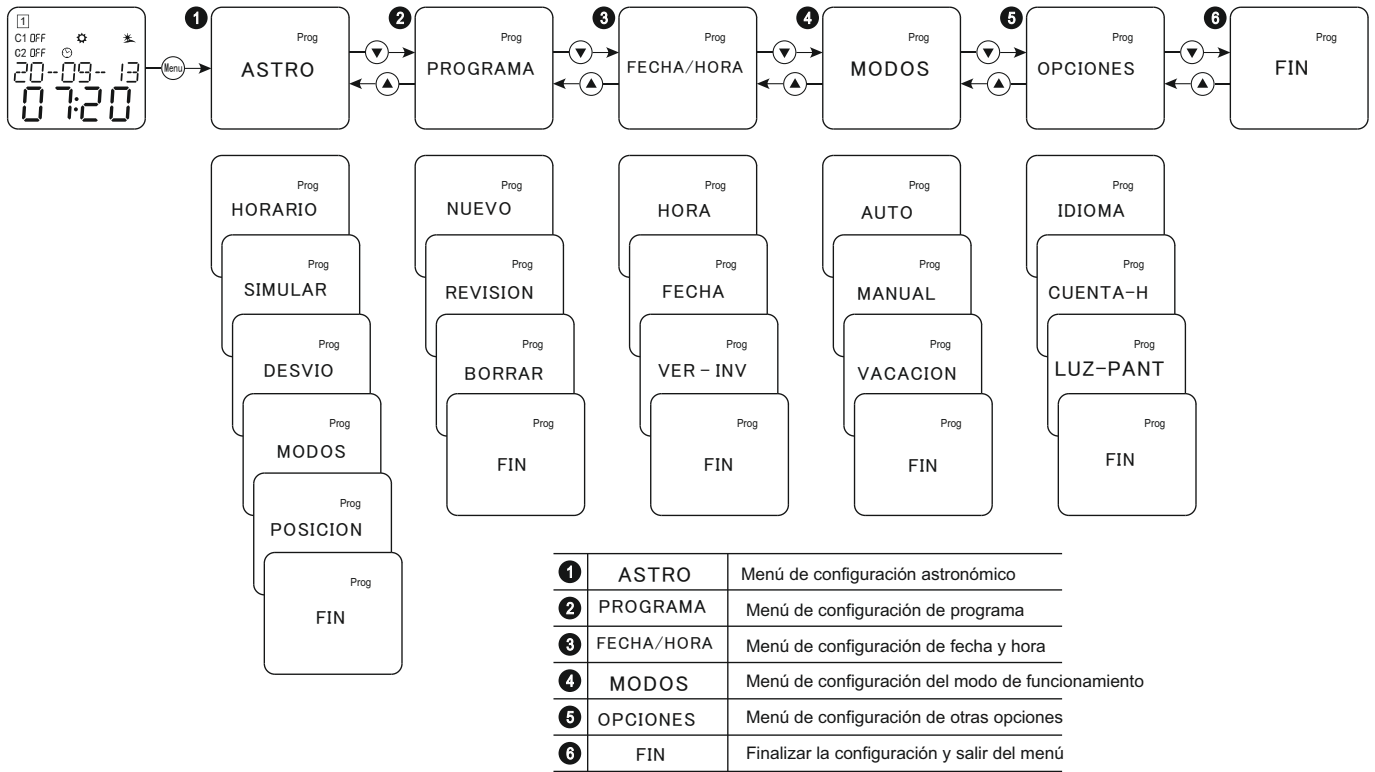 1
C1 OFF
C2 OFF
20-09-13
07:20
Menu
1
Prog
ASTRO
2
Prog
PROGRAMA
3
Prog
FECHA/HORA
4
Prog
MODOS
5
Prog
OPCIONES
6
Prog
FIN
Prog
HORARIO
Prog
SIMULAR
Prog
DESVIO
Prog
MODOS
Prog
POSICION
Prog
FIN
Prog
NUEVO
Prog
REVISION
Prog
BORRAR
Prog
FIN
Prog
HORA
Prog
FECHA
Prog
VER-INV
Prog
FIN
Prog
AUTO
Prog
MANUAL
Prog
VACACION
Prog
FIN
Prog
IDIOMA
Prog
CUENTA-H
Prog
LUZ-PANT
Prog
FIN
1 ASTRO Menú de configuración astronómico
2 PROGRAMA Menú de configuración de programa
3 FECHA/HORA Menú de configuración de fecha y hora
4 MODOS Menú de configuración del modo de funcionamiento
5 OPCIONES Menú de configuración de otras opciones
6 FIN Finalizar la configuración y salir del menú